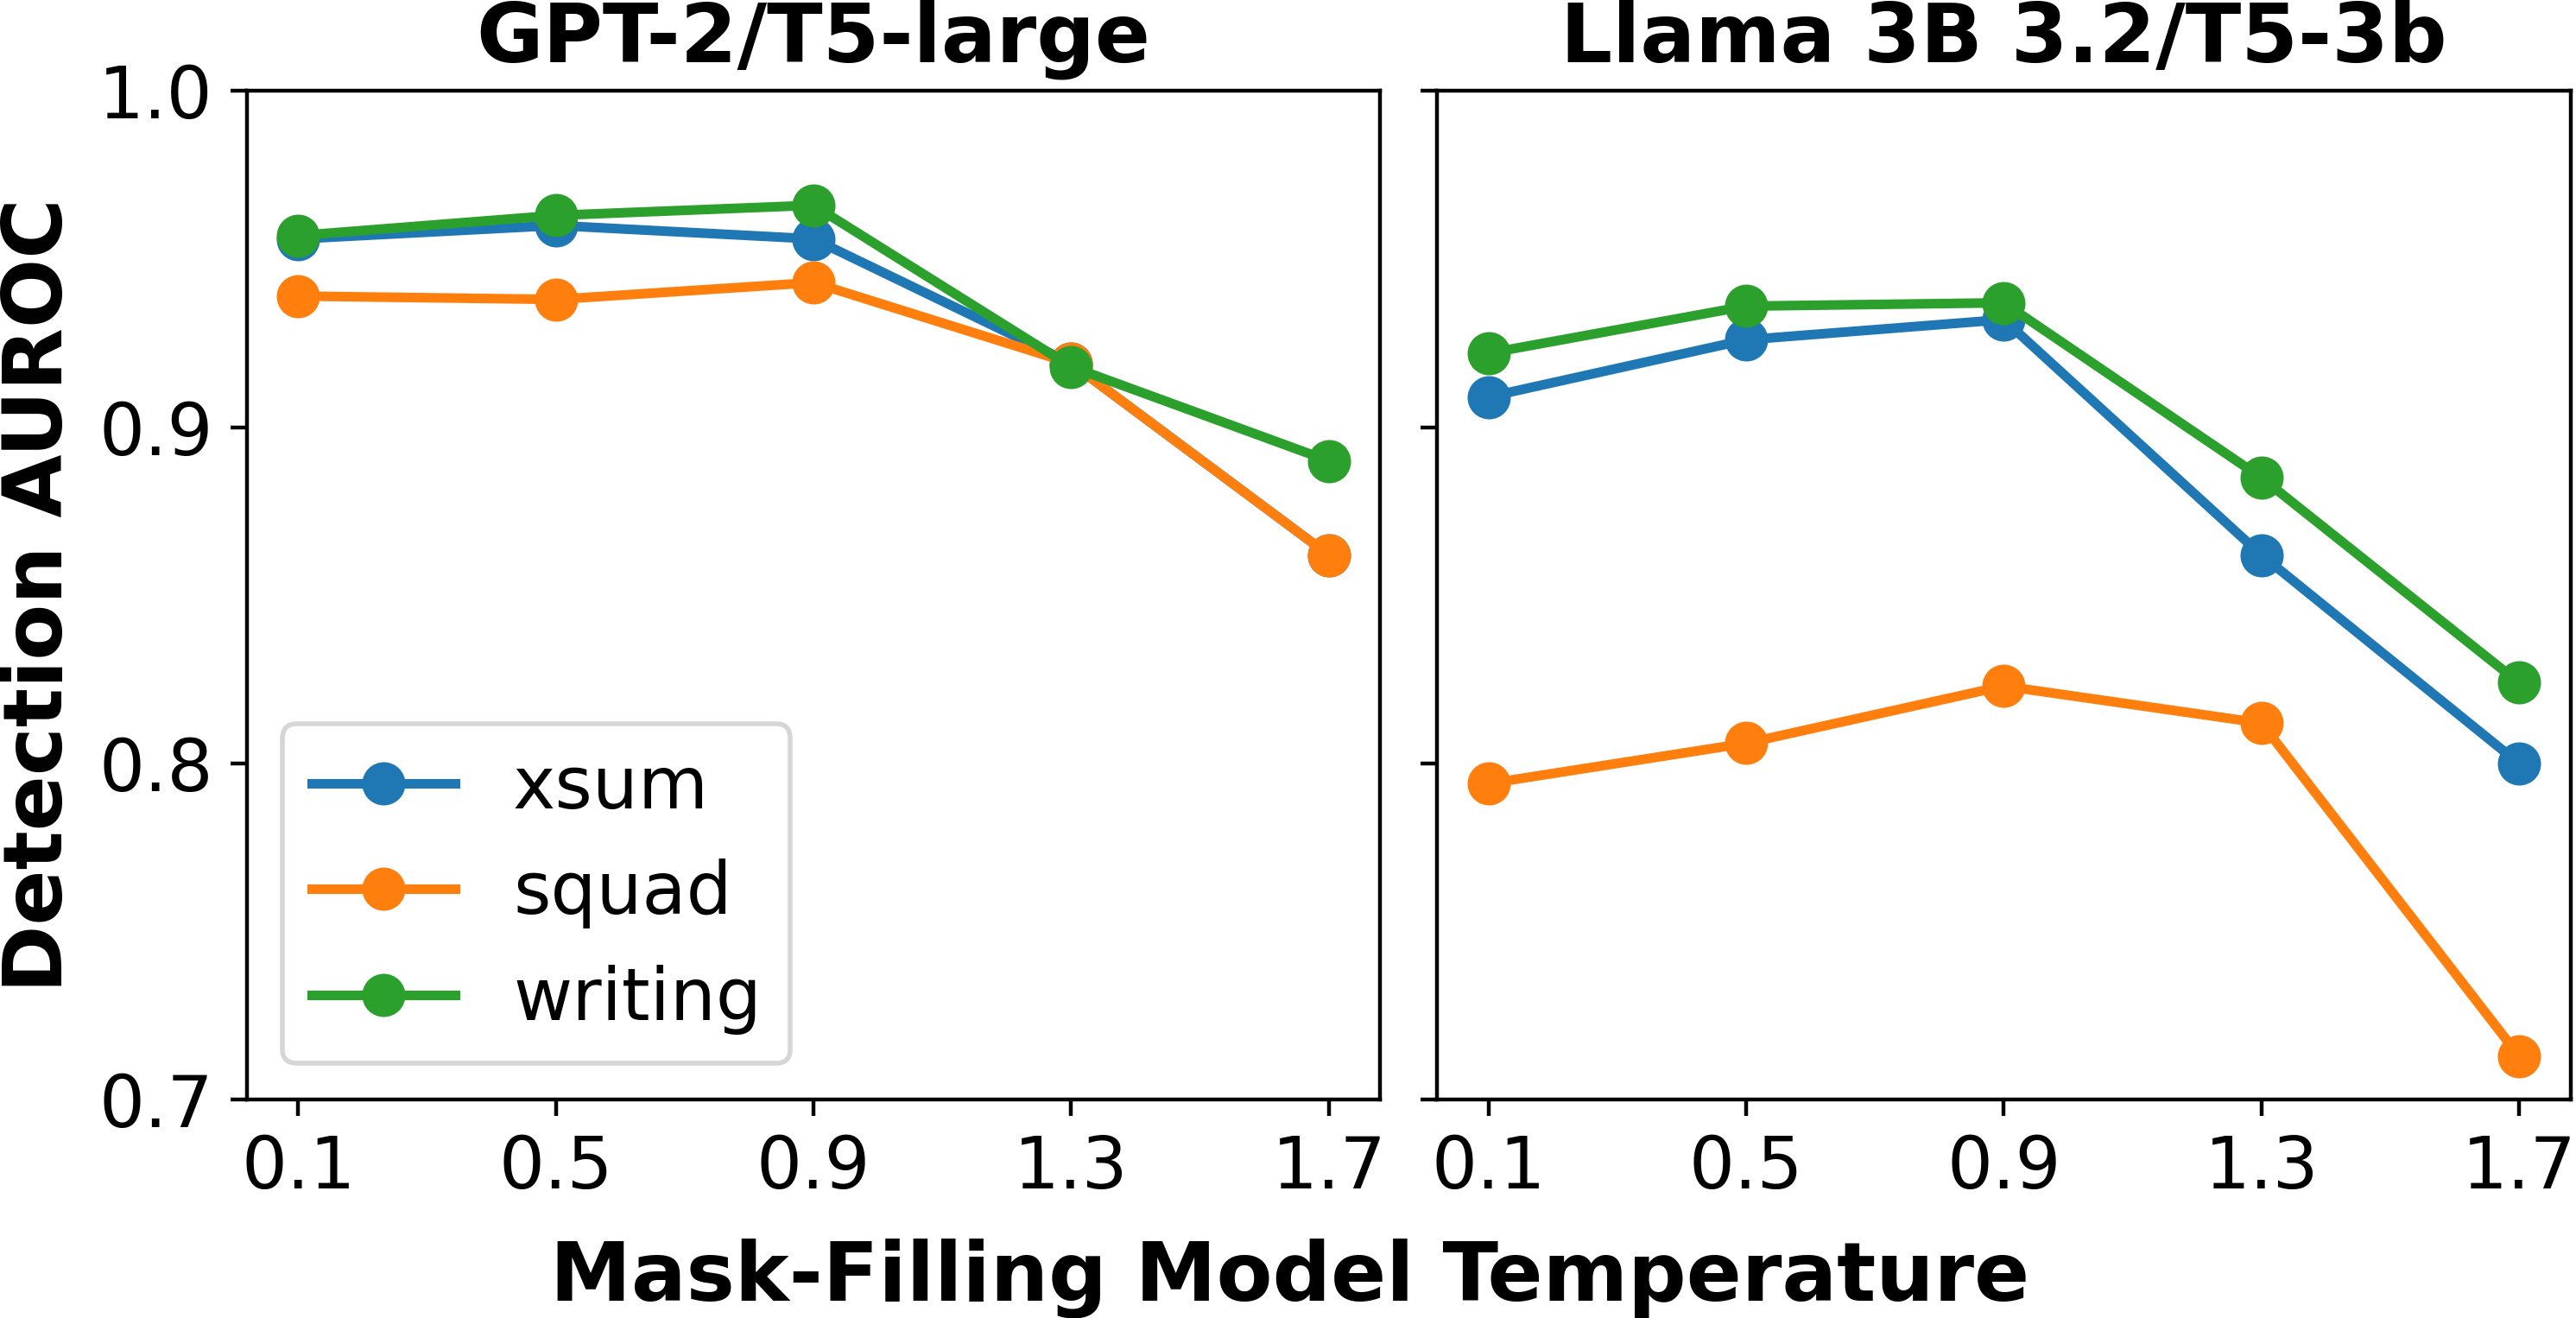 GPT-2/T5-large
Llama 3B 3.2/T5-3b
Detection AUROC
1.0
0.9
0.8
0.7
xsum
squad
writing
0.1 0.5 0.9 1.3 1.7
0.1 0.5 0.9 1.3 1.7
Mask-Filling Model Temperature